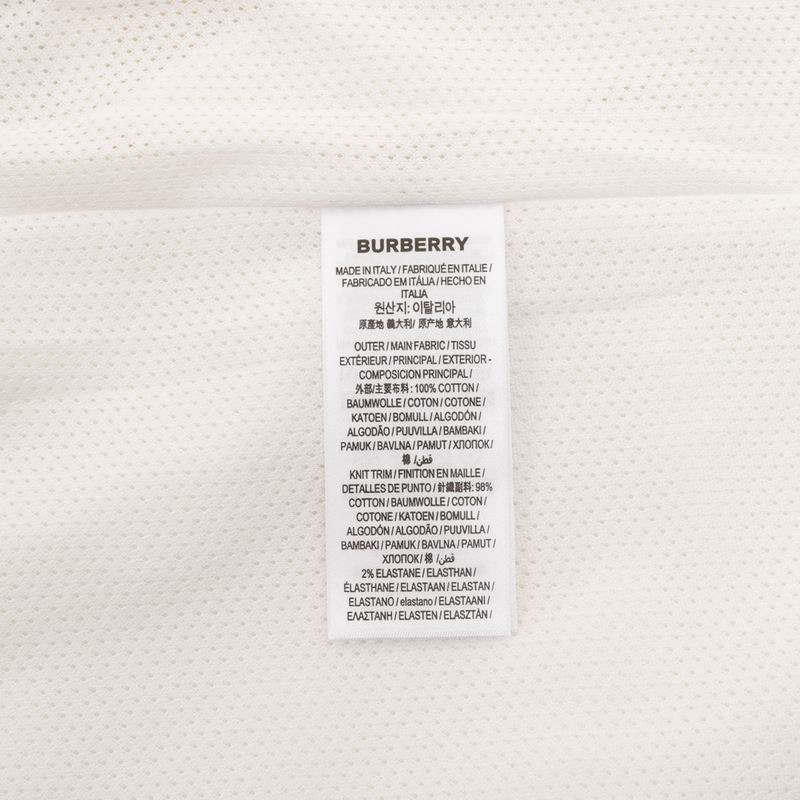 BURBERRY
MADE IN ITALY / FABRIQUÉ EN ITALIE /
FABRICADO EM ITÁLIA / HECHO EN
ITALIA
원산지: 이탈리아
原產地 義大利/ 原产地 意大利
OUTER / MAIN FABRIC / TISSU
EXTÉRIEUR / PRINCIPAL / EXTERIOR -
COMPOSICION PRINCIPAL /
外部/主要布料: 100% COTTON /
BAUMWOLLE / COTON / COTONE /
KATOEN / BOMULL / ALGODÓN /
ALGODÃO / PUUVILLA / BAMBAKI /
PAMUK / BAVLNA / PAMUT / ХЛОПОК/
棉 /قطن/
KNIT TRIM / FINITION EN MAILLE /
DETALLES DE PUNTO / 針織副料: 98%
COTTON / BAUMWOLLE / COTON /
COTONE / KATOEN / BOMULL /
ALGODÓN / ALGODÃO / PUUVILLA /
BAMBAKI / PAMUK / BAVLNA / PAMUT /
ХЛОПОК/ 棉 /قطن/
2% ELASTANE / ELASTHAN /
ÉLASTHANE / ELASTAAN / ELASTAN /
ELASTANO / elastano / ELASTAANI /
ΕΛΑΣΤΑΝΗ / ELASTEN / ELASZTÁN /